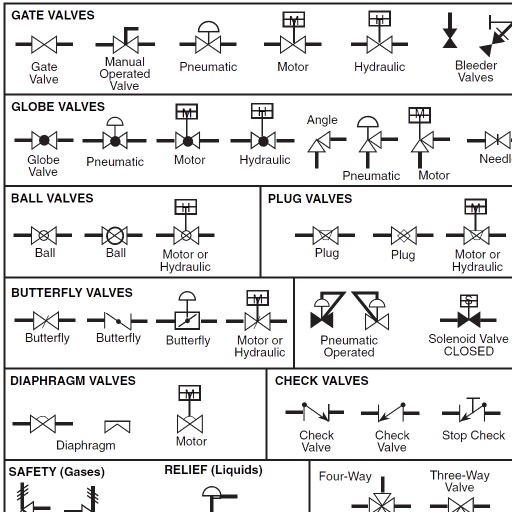 GATE VALVES
M
H
Gate
Valve
Manual
Operated
Valve
Pneumatic
Motor
Hydraulic
Bleeder
Valves
GLOBE VALVES
M
H
Angle
M
Globe
Valve
Pneumatic
Motor
Hydraulic
Pneumatic
Motor
Needl
BALL VALVES
H
Ball
Ball
Motor or
Hydraulic
PLUG VALVES
M
Plug
Plug
Motor or
Hydraulic
BUTTERFLY VALVES
M
Butterfly
Butterfly
Butterfly
Motor or
Hydraulic
S
Pneumatic
Operated
Solenoid Valve
CLOSED
DIAPHRAGM VALVES
M
Diaphragm
Motor
CHECK VALVES
Check
Valve
Check
Valve
Stop Check
SAFETY (Gases)
RELIEF (Liquids)
Four-Way
Three-Way
Valve